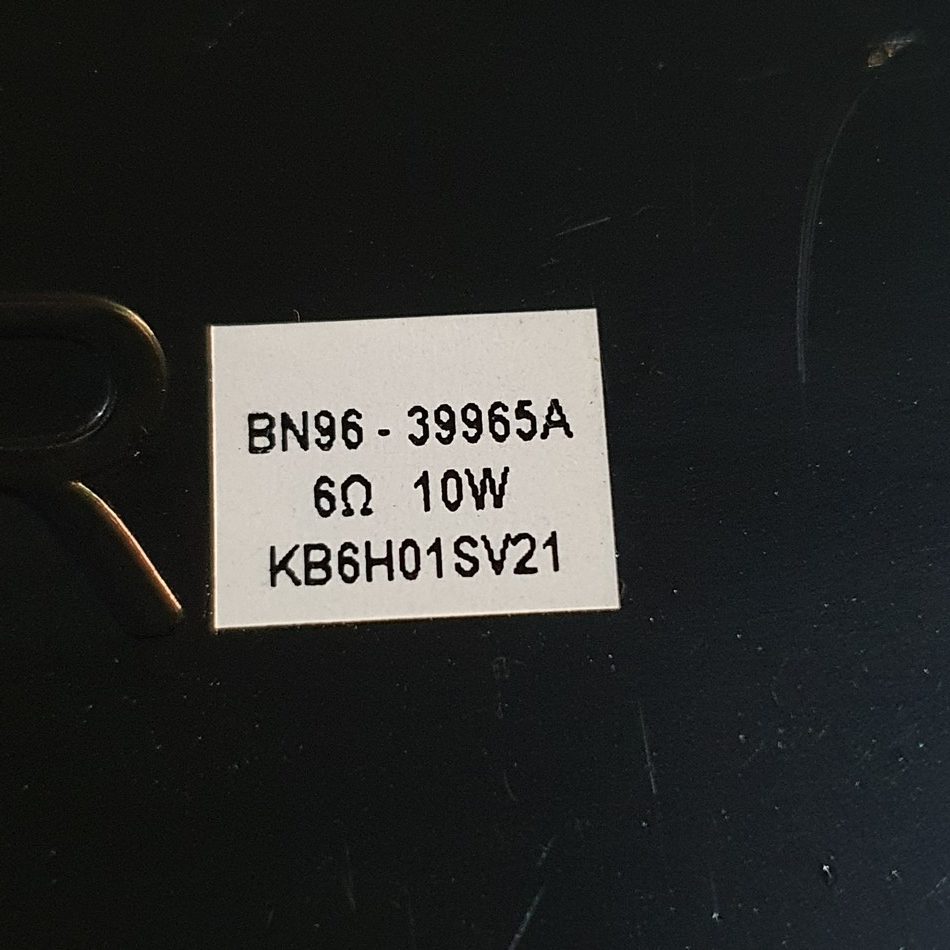 R
BN96 - 39965A
6Ω 10W
KB6H01SV21